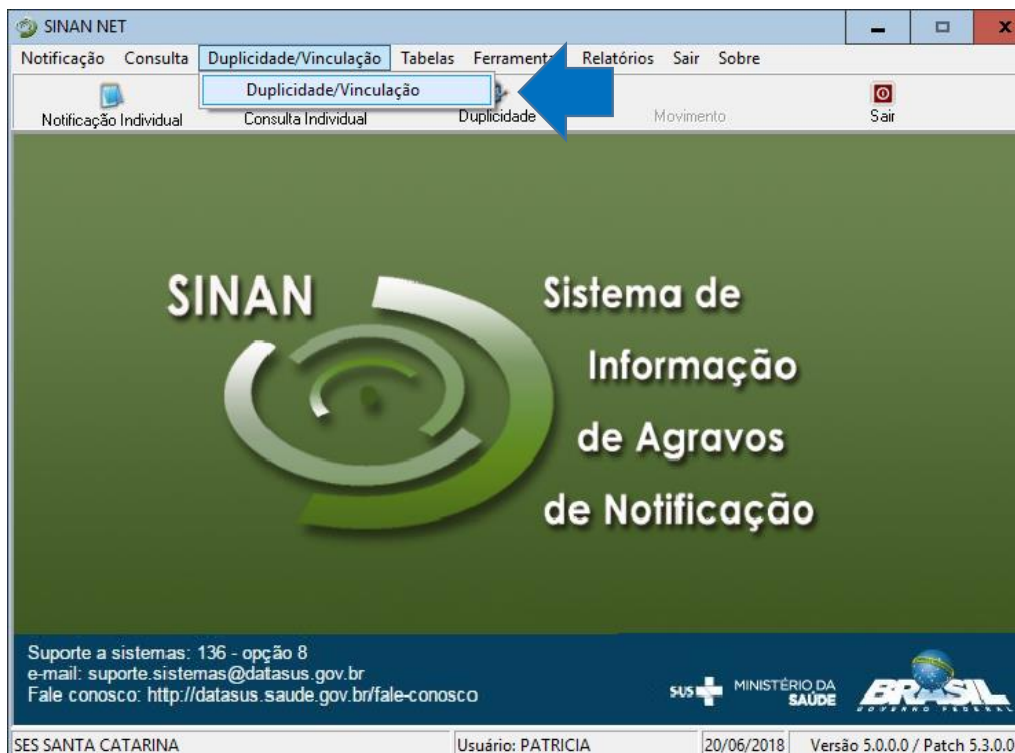 SINAN NET
Notificação Consulta Duplicidade/Vinculação Tabelas Ferramenta Relatórios Sair Sobre
Duplicidade/Vinculação
Notificação Individual Consulta Individual Duplicidade Movimento Sair
SINAN
Sistema de
Informação
de Agravos
de Notificação
Suporte a sistemas: 136 - opção 8
e-mail: suporte.sistemas@datasus.gov.br
Fale conosco: http://datasus.saude.gov.br/fale-conosco
SUS MINISTÉRIO DA
SAÚDE
BRASIL
GOVERNO FEDERAL
SES SANTA CATARINA Usuário: PATRICIA 20/06/2018 Versão 5.0.0.0 / Patch 5.3.0.0